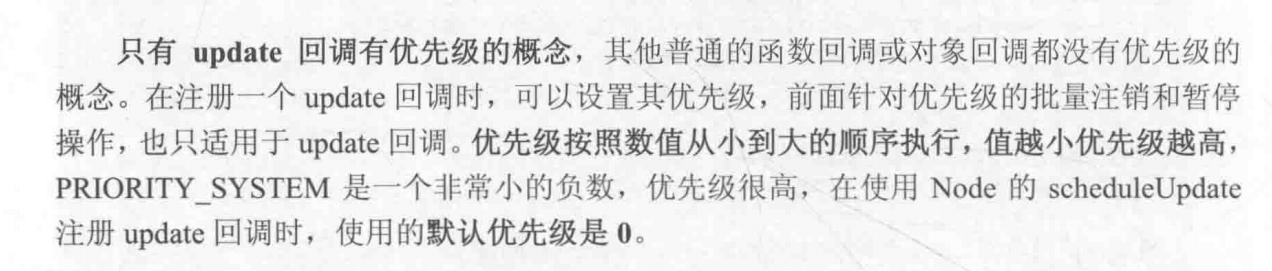 只有 update 回调有优先级的概念，其他普通的函数回调或对象回调都没有优先级的
概念。在注册一个 update 回调时，可以设置其优先级，前面针对优先级的批量注销和暂停
操作，也只适用于 update 回调。优先级按照数值从小到大的顺序执行，值越小优先级越高，
PRIORITY_SYSTEM 是一个非常小的负数，优先级很高，在使用 Node 的 scheduleUpdate
注册 update 回调时，使用的默认优先级是 0。